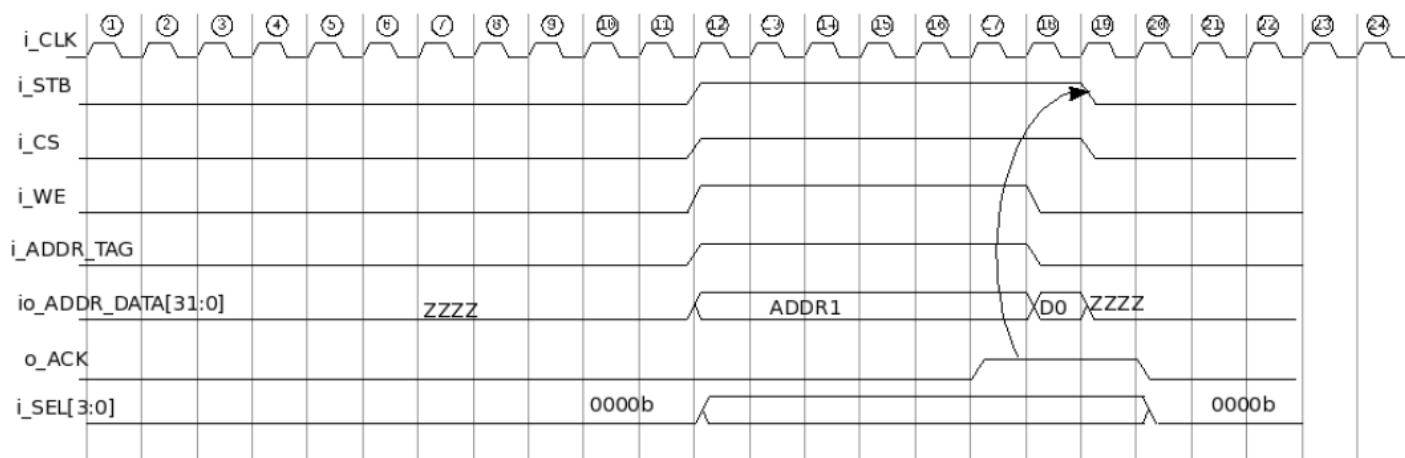 1 2 3 4 5 6 7 8 9 10 11 12 13 14 15 16 17 18 19 20 21 22 23 24
i_CLK
i_STB
i_CS
i_WE
i_ADDR_TAG
io_ADDR_DATA[31:0] ZZZZ ADDR1 D0 ZZZZ
o_ACK
i_SEL[3:0] 0000b 0000b